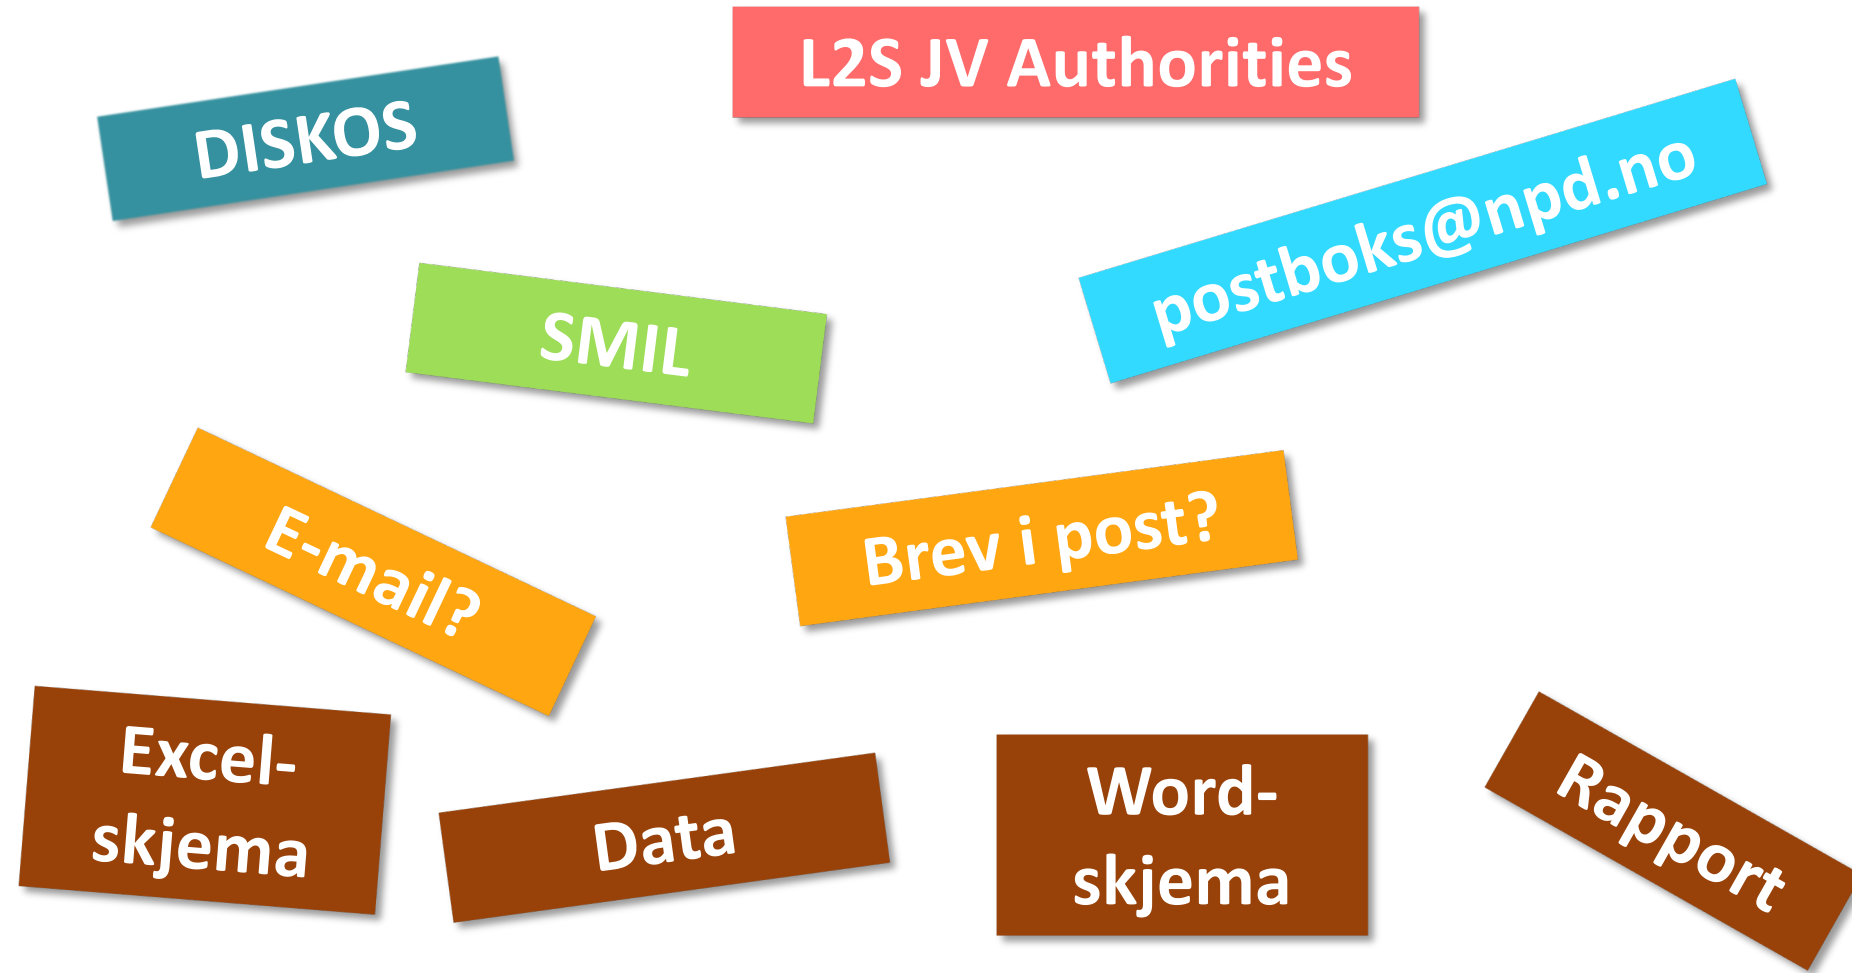 L2S JV Authorities
DISKOS
postboks@npd.no
SMIL
E-mail?
Brev i post?
Excel-
skjema
Data
Word-
skjema
Rapport